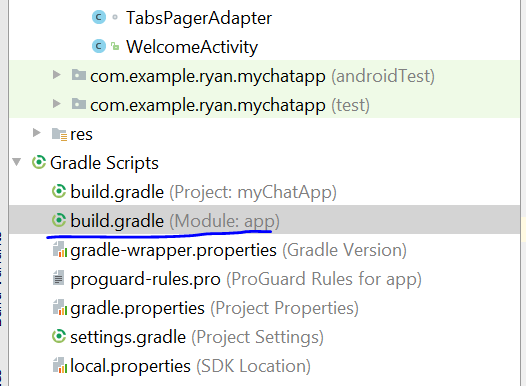 TabsPagerAdapter
WelcomeActivity
com.example.ryan.mychatapp (androidTest)
com.example.ryan.mychatapp (test)
res
Gradle Scripts
build.gradle (Project: myChatApp)
build.gradle (Module: app)
gradle-wrapper.properties (Gradle Version)
proguard-rules.pro (ProGuard Rules for app)
gradle.properties (Project Properties)
settings.gradle (Project Settings)
local.properties (SDK Location)